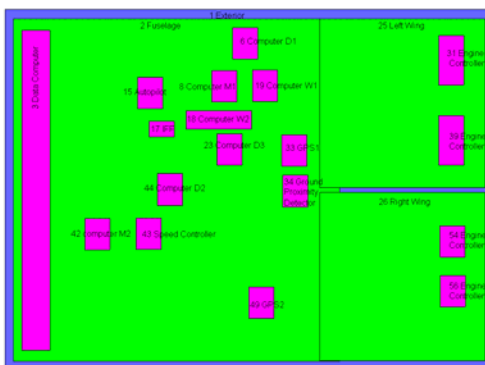 1 Exterior
2 Fuselage
25 Left Wing
6 Computer D1
31 Engine
Controller
3 Data Computer
15 Autopilot
8 Computer M1
19 Computer W1
18 Computer W2
17 IFF
39 Engine
Controller
23 Computer D3
33 GPS1
44 Computer D2
34 Ground
Proximity
Detector
26 Right Wing
42 computer M2
43 Speed Controller
54 Engine
Controller
56 Engine
Controller
49 GPS2